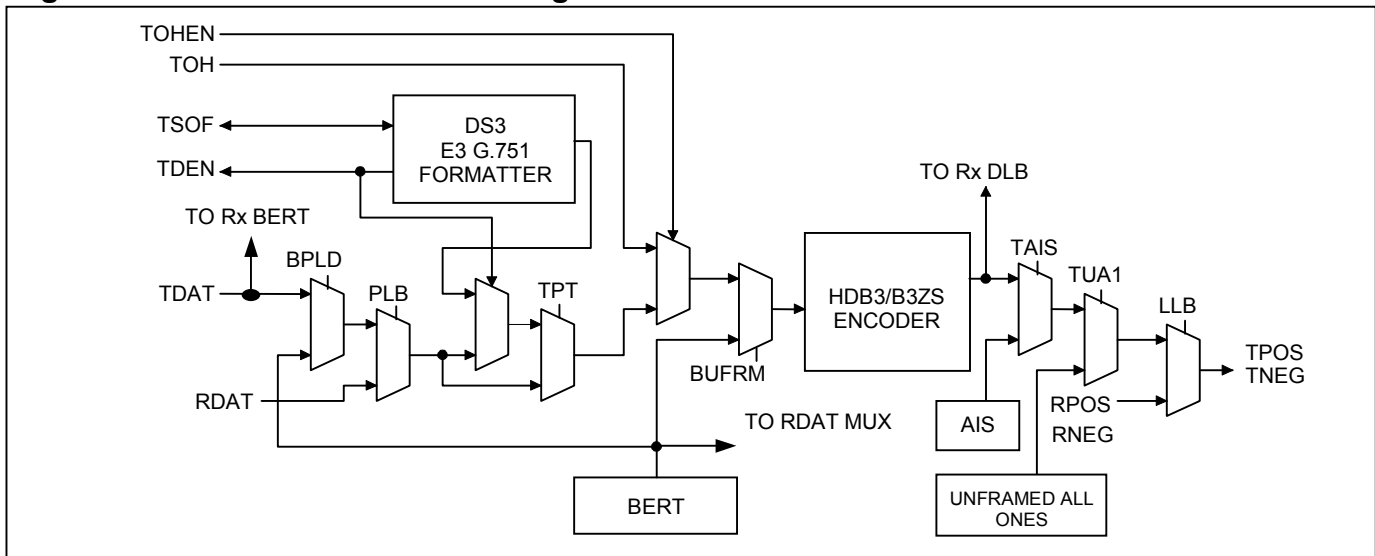 TOHEN
TOH
TSOF
DS3
E3 G.751
FORMATTER
TDEN
TO Rx DLB
TO Rx BERT
BPLD
TDAT
PLB
TPT
HDB3/B3ZS
ENCODER
TAIS
TUA1
LLB
BUFRM
TPOS
TNEG
RDAT
RPOS
RNEG
AIS
TO RDAT MUX
BERT
UNFRAMED ALL
ONES